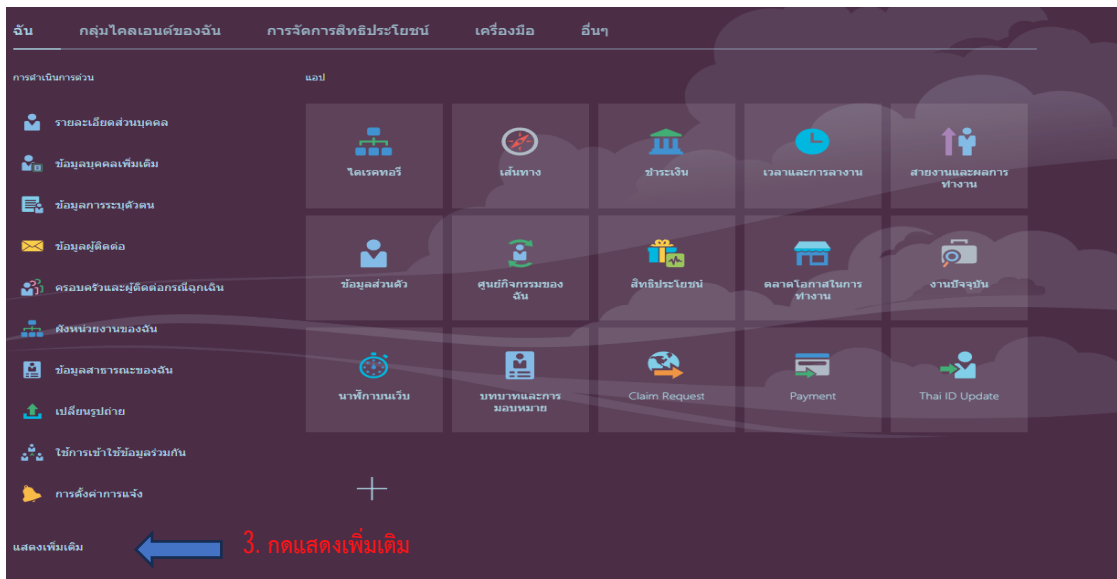 ฉัน กลุ่มไคลเอนต์ของฉัน การจัดการสิทธิประโยชน์ เครื่องมือ อื่นๆ
การดำเนินการด่วน
แอป
รายละเอียดส่วนบุคคล
ข้อมูลบุคคลเพิ่มเติม
ข้อมูลการระบุตัวตน
ข้อมูลผู้ติดต่อ
ครอบครัวและผู้ติดต่อกรณีฉุกเฉิน
ผังหน่วยงานของฉัน
ข้อมูลสาธารณะของฉัน
เปลี่ยนรูปถ่าย
ใช้การเข้าใช้ข้อมูลร่วมกัน
การตั้งค่าการแจ้ง
แสดงเพิ่มเติม
3. กดแสดงเพิ่มเติม
ไดเรคทอรี
เส้นทาง
ชำระเงิน
เวลาและการลางาน
สายงานและผลการ
ทำงาน
ข้อมูลส่วนตัว
ศูนย์กิจกรรมของ
ฉัน
สิทธิประโยชน์
ตลาดโอกาสในการ
ทำงาน
งานปัจจุบัน
นาฬิกาบนเว็บ
บทบาทและการ
มอบหมาย
Claim Request
Payment
Thai ID Update